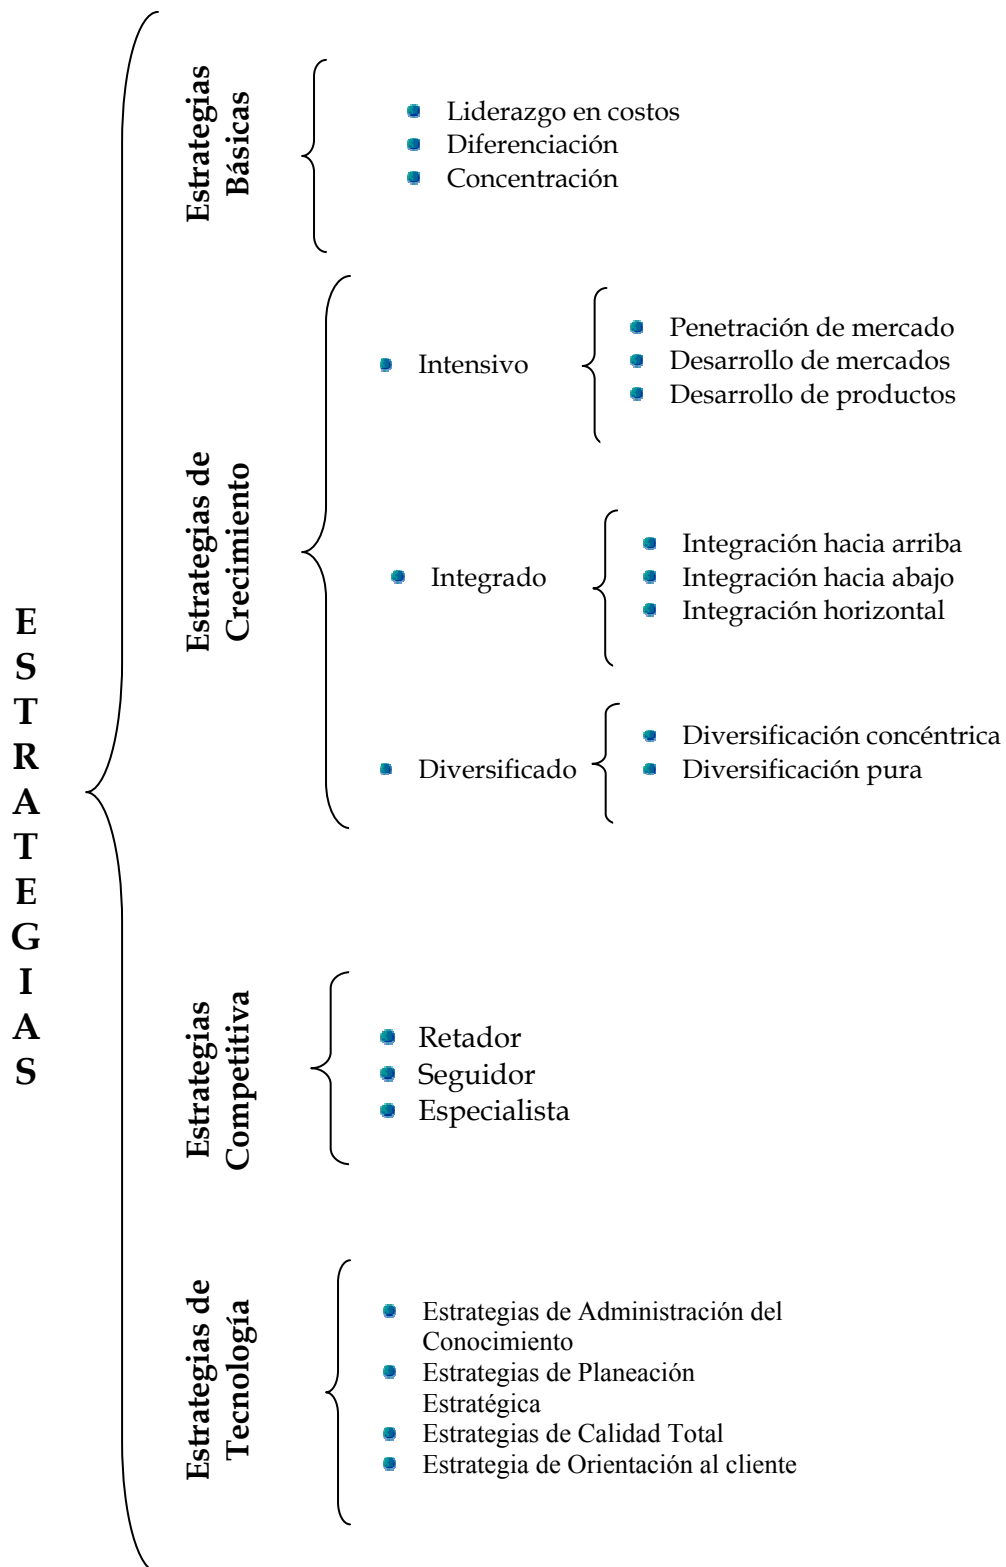 ESTRATEGIAS
Estrategias
Básicas
Liderazgo en costos
Diferenciación
Concentración
Estrategias de
Crecimiento
Intensivo
Penetración de mercado
Desarrollo de mercados
Desarrollo de productos
Integrado
Integración hacia arriba
Integración hacia abajo
Integración horizontal
Diversificado
Diversificación concéntrica
Diversificación pura
Estrategias
Competitiva
Retador
Seguidor
Especialista
Estrategias de
Tecnología
Estrategias de Administración del
Conocimiento
Estrategias de Planeación
Estratégica
Estrategias de Calidad Total
Estrategia de Orientación al cliente